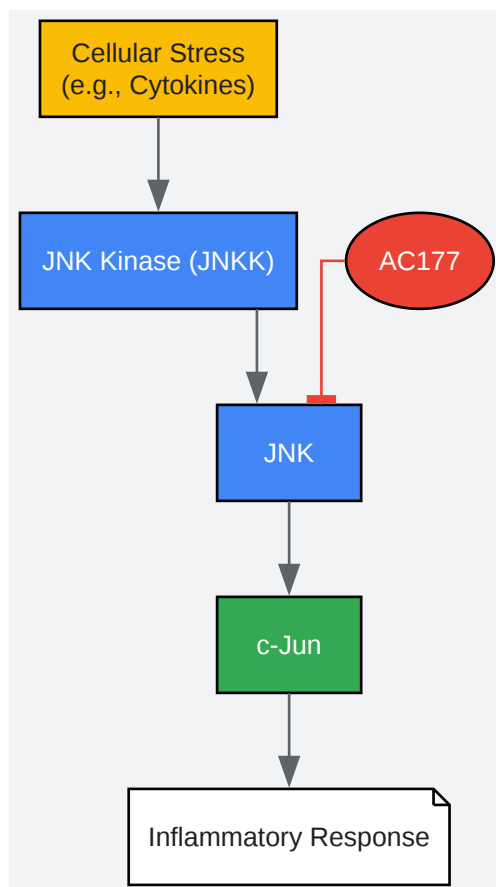 Cellular Stress
(e.g., Cytokines)
JNK Kinase (JNKK)
AC177
JNK
c-Jun
Inflammatory Response